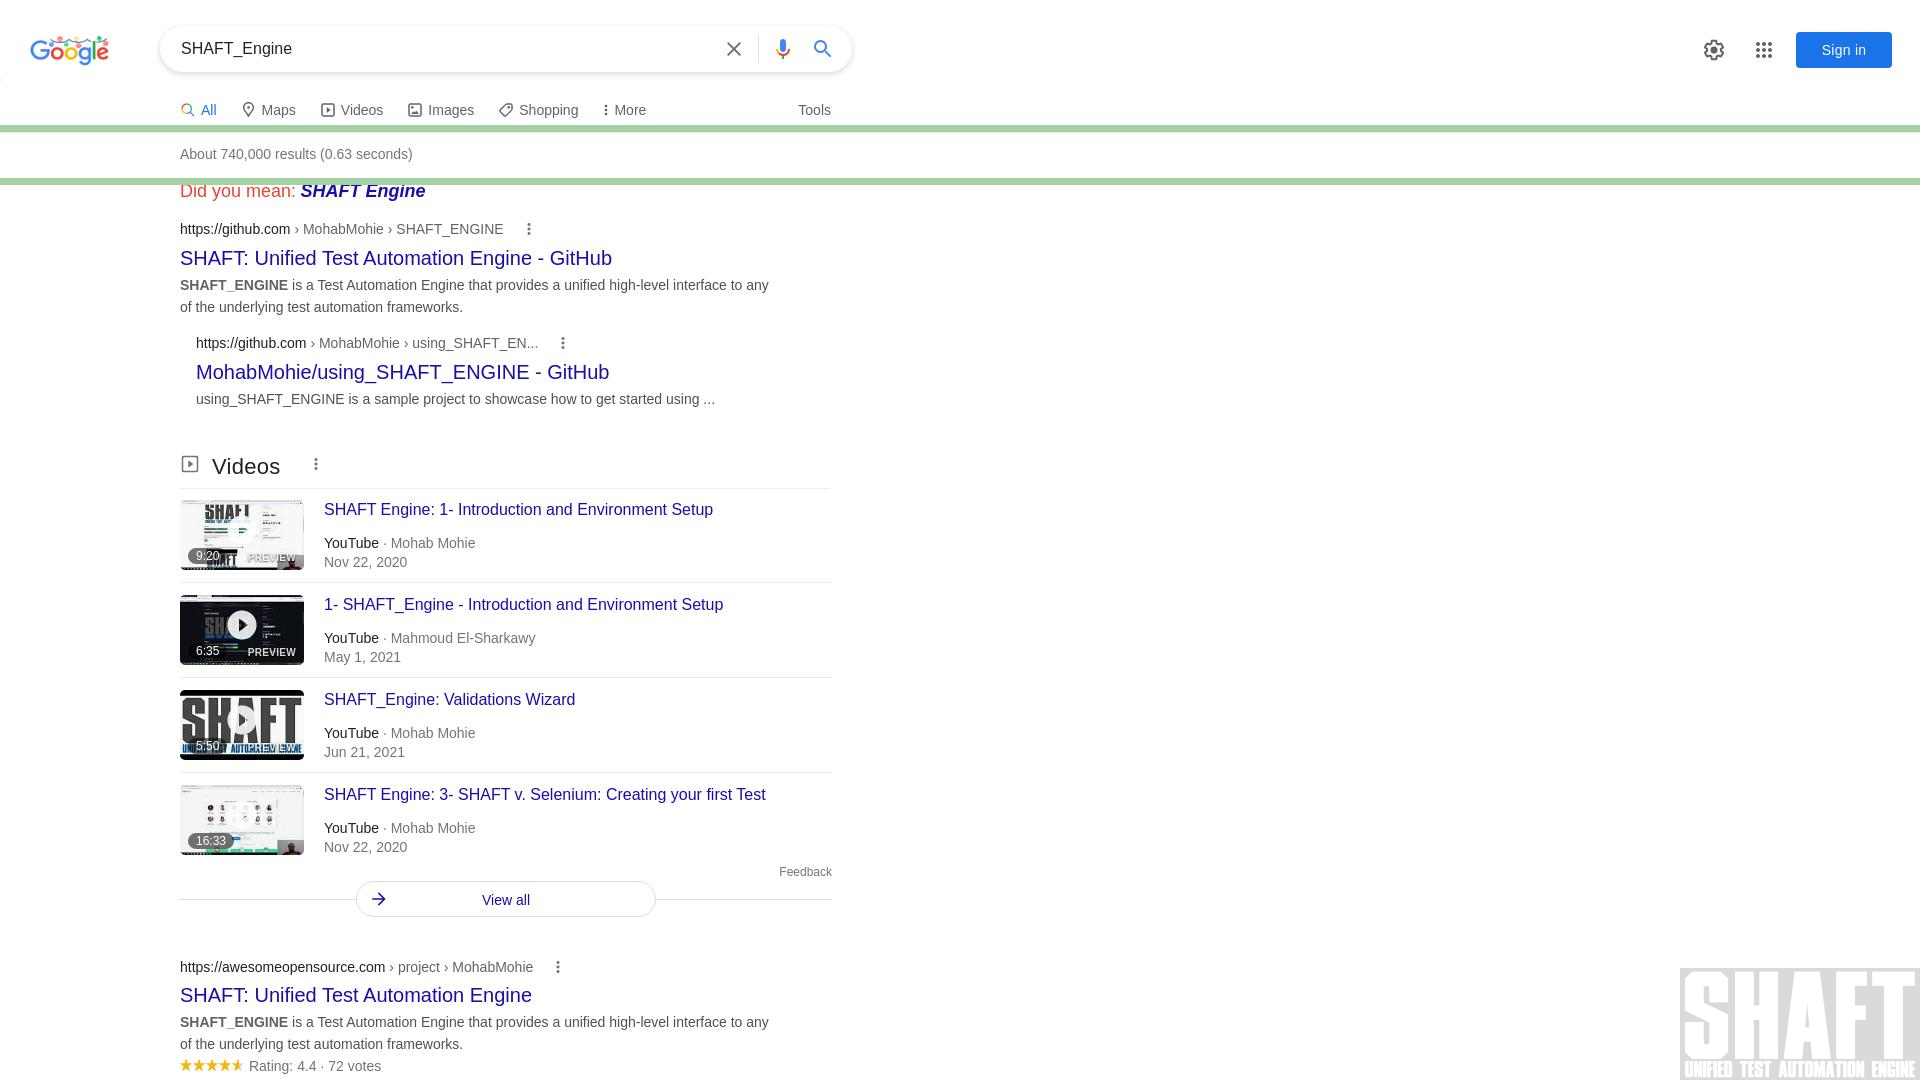 Google
SHAFT_Engine
Sign in
All
Maps
Videos
Images
Shopping
More
Tools
About 740,000 results (0.63 seconds)
Did you mean: SHAFT Engine
https://github.com › MohabMohie › SHAFT_ENGINE
SHAFT: Unified Test Automation Engine - GitHub
SHAFT_ENGINE is a Test Automation Engine that provides a unified high-level interface to any
of the underlying test automation frameworks.
https://github.com › MohabMohie › using_SHAFT_EN...
MohabMohie/using_SHAFT_ENGINE - GitHub
using_SHAFT_ENGINE is a sample project to showcase how to get started using ...
Videos
SHAFT
9:20
PREVIEW
SHAFT Engine: 1- Introduction and Environment Setup
YouTube · Mohab Mohie
Nov 22, 2020
SHAFT
6:35
PREVIEW
1- SHAFT_Engine - Introduction and Environment Setup
YouTube · Mahmoud El-Sharkawy
May 1, 2021
SHAFT
5:50
PREVIEW
UNIFIED TEST AUTOMATION ENGINE
SHAFT_Engine: Validations Wizard
YouTube · Mohab Mohie
Jun 21, 2021
16:33
SHAFT Engine: 3- SHAFT v. Selenium: Creating your first Test
YouTube · Mohab Mohie
Nov 22, 2020
Feedback
View all
https://awesomeopensource.com › project › MohabMohie
SHAFT: Unified Test Automation Engine
SHAFT_ENGINE is a Test Automation Engine that provides a unified high-level interface to any
of the underlying test automation frameworks.
Rating: 4.4 · 72 votes
SHAFT
UNIFIED TEST AUTOMATION ENGINE